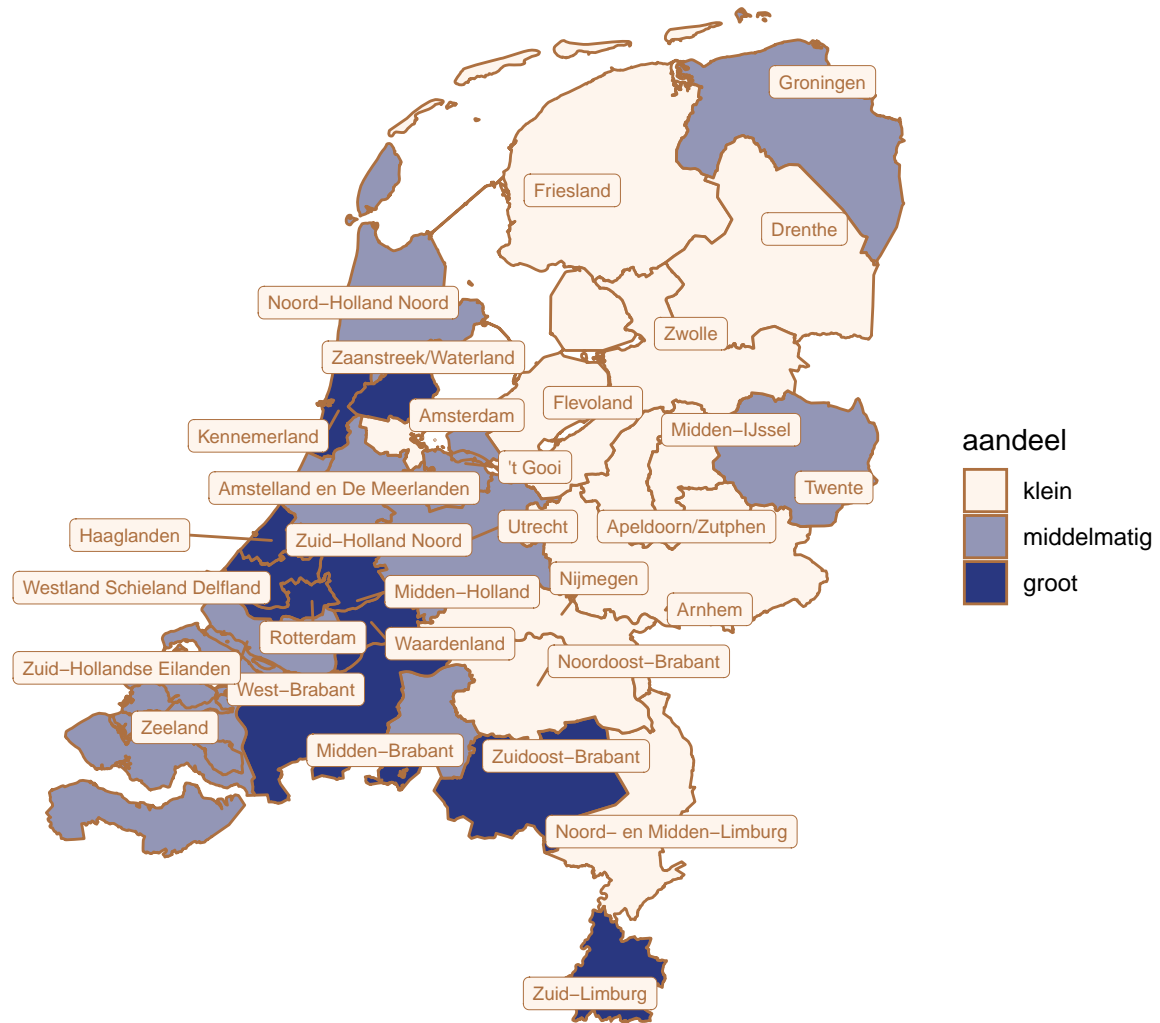 Groningen
Friesland
Drenthe
Noord−Holland Noord
Zwolle
Zaanstreek/Waterland
Flevoland
Amsterdam
Midden−IJssel
Kennemerland
't Gooi
Amstelland en De Meerlanden
Twente
Haaglanden
Zuid−Holland Noord
Utrecht
Apeldoorn/Zutphen
Nijmegen
Westland Schieland Delfland
Midden−Holland
Arnhem
Rotterdam
Waardenland
Zuid−Hollandse Eilanden
Noordoost−Brabant
West−Brabant
Zeeland
Midden−Brabant
Zuidoost−Brabant
Noord− en Midden−Limburg
Zuid−Limburg
aandeel
klein
middelmatig
groot